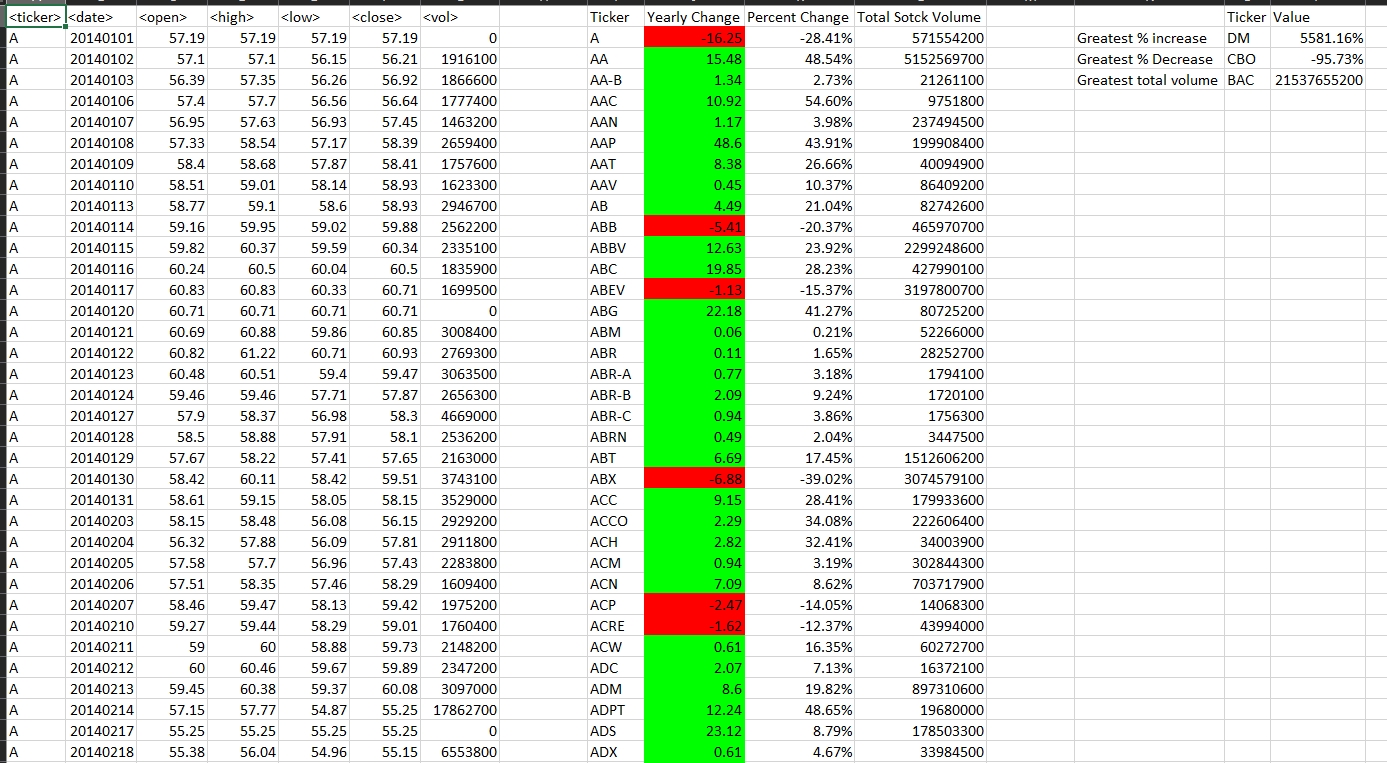 <ticker> <date> <open> <high> <low> <close> <vol> Ticker Yearly Change Percent Change Total Sotck Volume Ticker Value
A 20140101 57.19 57.19 57.19 57.19 0 A -16.25 -28.41% 571554200 Greatest % increase DM 5581.16%
A 20140102 57.1 57.1 56.15 56.21 1916100 AA 15.48 48.54% 5152569700 Greatest % Decrease CBO -95.73%
A 20140103 56.39 57.35 56.26 56.92 1866600 AA-B 1.34 2.73% 21261100 Greatest total volume BAC 21537655200
A 20140106 57.4 57.7 56.56 56.64 1777400 AAC 10.92 54.60% 9751800
A 20140107 56.95 57.63 56.93 57.45 1463200 AAN 1.17 3.98% 237494500
A 20140108 57.33 58.54 57.17 58.39 2659400 AAP 48.6 43.91% 199908400
A 20140109 58.4 58.68 57.87 58.41 1757600 AAT 8.38 26.66% 40094900
A 20140110 58.51 59.01 58.14 58.93 1623300 AAV 0.45 10.37% 86409200
A 20140113 58.77 59.1 58.6 58.93 2946700 AB 4.49 21.04% 82742600
A 20140114 59.16 59.95 59.02 59.88 2562200 ABB -5.41 -20.37% 465970700
A 20140115 59.82 60.37 59.59 60.34 2335100 ABBV 12.63 23.92% 2299248600
A 20140116 60.24 60.5 60.04 60.5 1835900 ABC 19.85 28.23% 427990100
A 20140117 60.83 60.83 60.33 60.71 1699500 ABEV -1.13 -15.37% 3197800700
A 20140120 60.71 60.71 60.71 60.71 0 ABG 22.18 41.27% 80725200
A 20140121 60.69 60.88 59.86 60.85 3008400 ABM 0.06 0.21% 52266000
A 20140122 60.82 61.22 60.71 60.93 2769300 ABR 0.11 1.65% 28252700
A 20140123 60.48 60.51 59.4 59.47 3063500 ABR-A 0.77 3.18% 1794100
A 20140124 59.46 59.46 57.71 57.87 2656300 ABR-B 2.09 9.24% 1720100
A 20140127 57.9 58.37 56.98 58.3 4669000 ABR-C 0.94 3.86% 1756300
A 20140128 58.5 58.88 57.91 58.1 2536200 ABRN 0.49 2.04% 3447500
A 20140129 57.67 58.22 57.41 57.65 2163000 ABT 6.69 17.45% 1512606200
A 20140130 58.42 60.11 58.42 59.51 3743100 ABX -6.88 -39.02% 3074579100
A 20140131 58.61 59.15 58.05 58.15 3529000 ACC 9.15 28.41% 179933600
A 20140203 58.15 58.48 56.08 56.15 2929200 ACCO 2.29 34.08% 222606400
A 20140204 56.32 57.88 56.09 57.81 2911800 ACH 2.82 32.41% 34003900
A 20140205 57.58 57.7 56.96 57.43 2283800 ACM 0.94 3.19% 302844300
A 20140206 57.51 58.35 57.46 58.29 1609400 ACN 7.09 8.62% 703717900
A 20140207 58.46 59.47 58.13 59.42 1975200 ACP -2.47 -14.05% 14068300
A 20140210 59.27 59.44 58.29 59.01 1760400 ACRE -1.62 -12.37% 43994000
A 20140211 59 60 58.88 59.73 2148200 ACW 0.61 16.35% 60272700
A 20140212 60 60.46 59.67 59.89 2347200 ADC 2.07 7.13% 16372100
A 20140213 59.45 60.38 59.37 60.08 3097000 ADM 8.6 19.82% 897310600
A 20140214 57.15 57.77 54.87 55.25 17862700 ADPT 12.24 48.65% 19680000
A 20140217 55.25 55.25 55.25 55.25 0 ADS 23.12 8.79% 178503300
A 20140218 55.38 56.04 54.96 55.15 6553800 ADX 0.61 4.67% 33984500